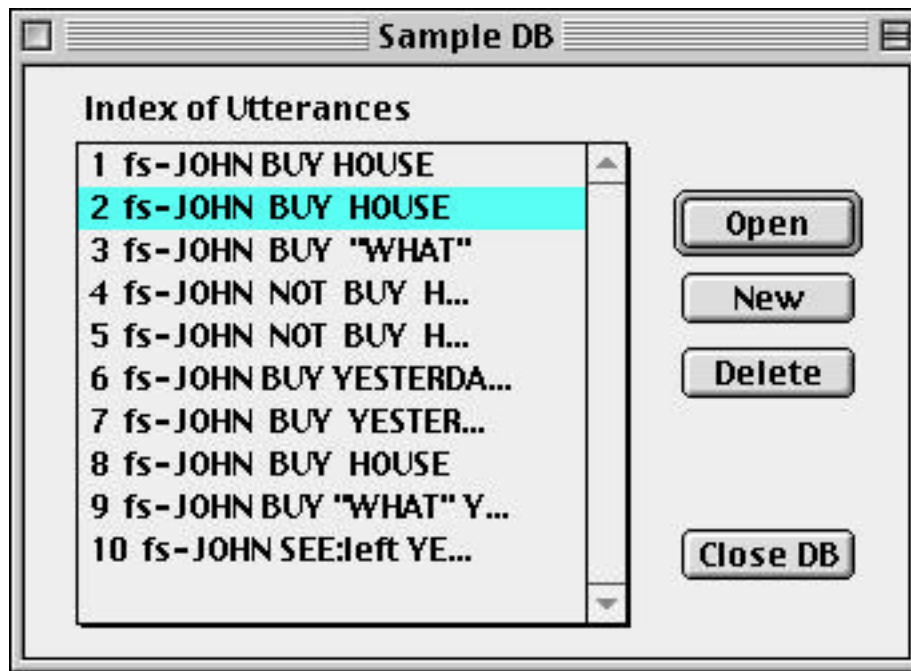 Sample DB
Index of Utterances
1 fs-JOHN BUY HOUSE
2 fs-JOHN BUY HOUSE
3 fs-JOHN BUY "WHAT"
4 fs-JOHN NOT BUY H...
5 fs-JOHN NOT BUY H...
6 fs-JOHN BUY YESTERDA...
7 fs-JOHN BUY YESTER...
8 fs-JOHN BUY HOUSE
9 fs-JOHN BUY "WHAT" Y...
10 fs-JOHN SEE:left YE...
Open
New
Delete
Close DB